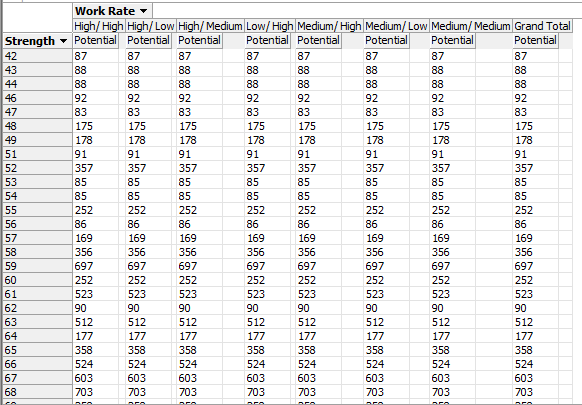 Work Rate
High/ High High/ Low High/ Medium Low/ High Medium/ High Medium/ Low Medium/ Medium Grand Total
Strength Potential Potential Potential Potential Potential Potential Potential Potential
42 87 87 87 87 87 87 87 87
43 88 88 88 88 88 88 88 88
44 88 88 88 88 88 88 88 88
46 92 92 92 92 92 92 92 92
47 83 83 83 83 83 83 83 83
48 175 175 175 175 175 175 175 175
49 178 178 178 178 178 178 178 178
51 91 91 91 91 91 91 91 91
52 357 357 357 357 357 357 357 357
53 85 85 85 85 85 85 85 85
54 85 85 85 85 85 85 85 85
55 252 252 252 252 252 252 252 252
56 86 86 86 86 86 86 86 86
57 169 169 169 169 169 169 169 169
58 356 356 356 356 356 356 356 356
59 697 697 697 697 697 697 697 697
60 252 252 252 252 252 252 252 252
61 523 523 523 523 523 523 523 523
62 90 90 90 90 90 90 90 90
63 512 512 512 512 512 512 512 512
64 177 177 177 177 177 177 177 177
65 358 358 358 358 358 358 358 358
66 524 524 524 524 524 524 524 524
67 603 603 603 603 603 603 603 603
68 703 703 703 703 703 703 703 703